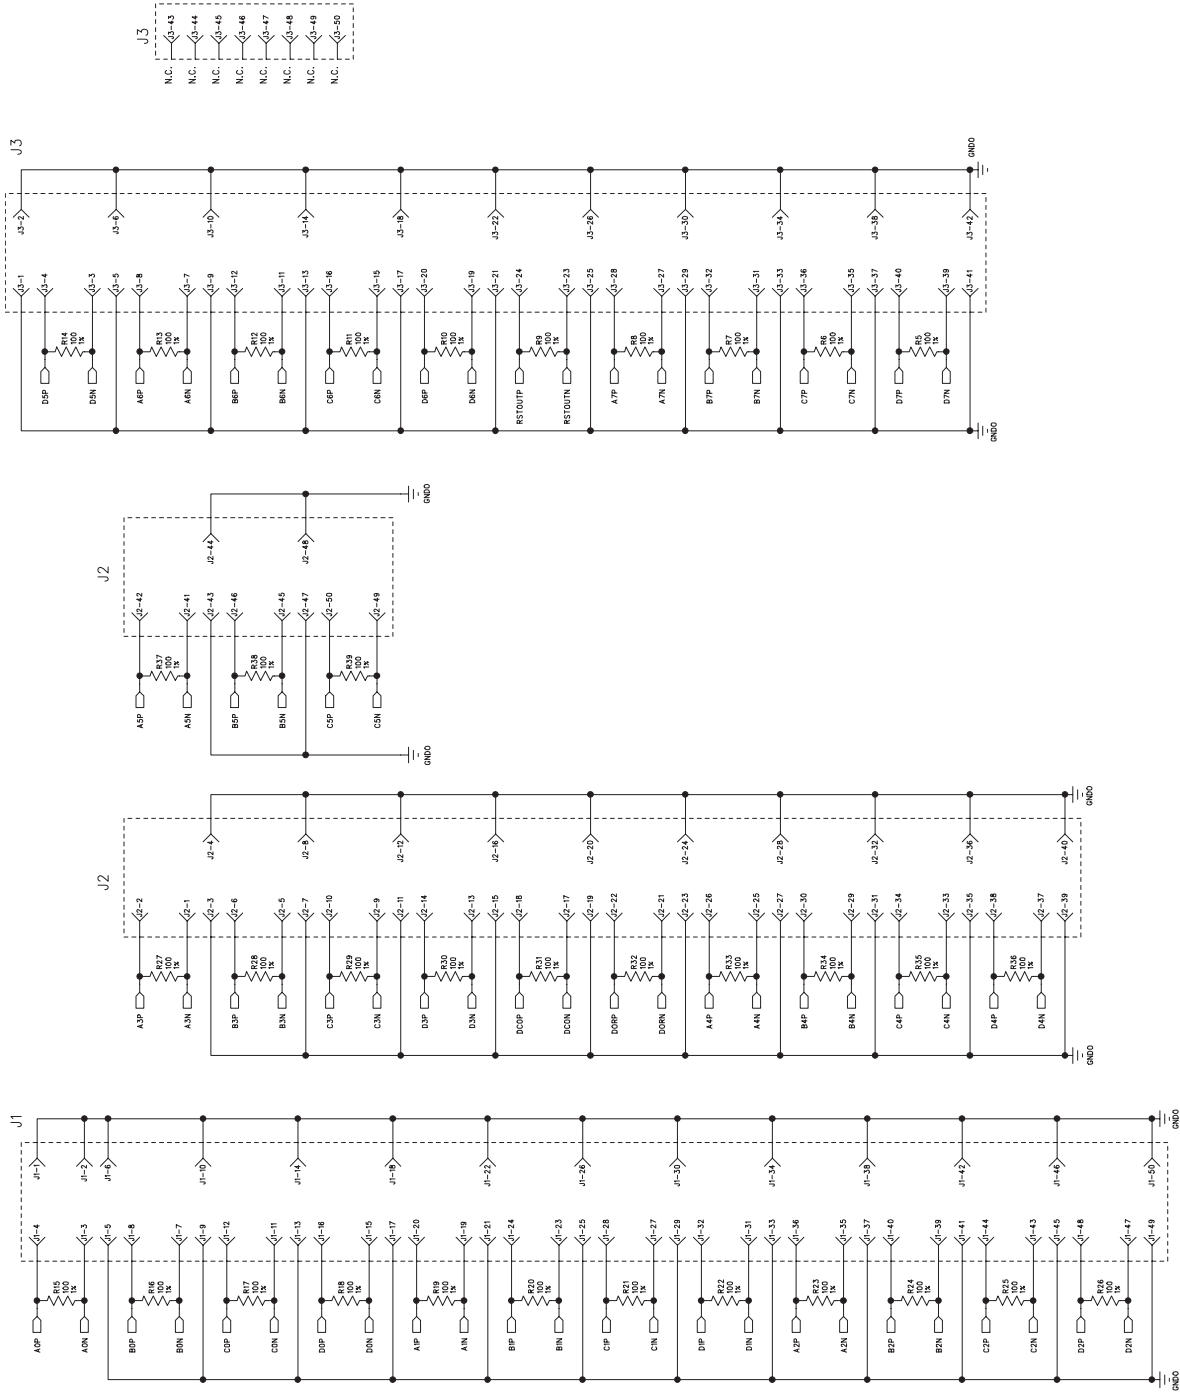 J3
J3-43
J3-44
J3-45
J3-46
J3-47
J3-48
J3-49
J3-50
N.C.
N.C.
N.C.
N.C.
N.C.
N.C.
N.C.
N.C.
J3
GNDO
J3-2
J3-6
J3-10
J3-14
J3-18
J3-22
J3-26
J3-30
J3-34
J3-38
J3-42
J3-1
J3-4
J3-3
J3-5
J3-8
J3-7
J3-9
J3-12
J3-11
J3-13
J3-16
J3-15
J3-17
J3-20
J3-19
J3-21
J3-24
J3-23
J3-25
J3-28
J3-27
J3-29
J3-32
J3-31
J3-33
J3-36
J3-35
J3-37
J3-40
J3-39
J3-41
R14
100
1%
R13
100
1%
R12
100
1%
R11
100
1%
R10
100
1%
R9
100
1%
R8
100
1%
R7
100
1%
R6
100
1%
R5
100
1%
D5P
D5N
A6P
A6N
B6P
B6N
C6P
C6N
D6P
D6N
RSTOUTP
RSTOUTN
A7P
A7N
B7P
B7N
C7P
C7N
D7P
D7N
GNDO
J2
GNDO
J2-44
J2-48
J2-42
J2-41
J2-43
J2-46
J2-45
J2-47
J2-50
J2-49
R37
100
1%
R38
100
1%
R39
100
1%
A5P
A5N
B5P
B5N
C5P
C5N
GNDO
J2
GNDO
J2-4
J2-8
J2-12
J2-16
J2-20
J2-24
J2-28
J2-32
J2-36
J2-40
J2-2
J2-1
J2-3
J2-6
J2-5
J2-7
J2-10
J2-9
J2-11
J2-14
J2-13
J2-15
J2-18
J2-17
J2-19
J2-22
J2-21
J2-23
J2-26
J2-25
J2-27
J2-30
J2-29
J2-31
J2-34
J2-33
J2-35
J2-38
J2-37
J2-39
R27
100
1%
R28
100
1%
R29
100
1%
R30
100
1%
R31
100
1%
R32
100
1%
R33
100
1%
R34
100
1%
R35
100
1%
R36
100
1%
A3P
A3N
B3P
B3N
C3P
C3N
D3P
D3N
DCOP
DCON
DORP
DORN
A4P
A4N
B4P
B4N
C4P
C4N
D4P
D4N
GNDO
J1
GNDO
J1-1
J1-2
J1-6
J1-10
J1-14
J1-18
J1-22
J1-26
J1-30
J1-34
J1-38
J1-42
J1-46
J1-50
J1-4
J1-3
J1-5
J1-8
J1-7
J1-9
J1-12
J1-11
J1-13
J1-16
J1-15
J1-17
J1-20
J1-19
J1-21
J1-24
J1-23
J1-25
J1-28
J1-27
J1-29
J1-32
J1-31
J1-33
J1-36
J1-35
J1-37
J1-40
J1-39
J1-41
J1-44
J1-43
J1-45
J1-48
J1-47
J1-49
R15
100
1%
R16
100
1%
R17
100
1%
R18
100
1%
R19
100
1%
R20
100
1%
R21
100
1%
R22
100
1%
R23
100
1%
R24
100
1%
R25
100
1%
R26
100
1%
A0P
A0N
B0P
B0N
C0P
C0N
D0P
D0N
A1P
A1N
B1P
B1N
C1P
C1N
D1P
D1N
A2P
A2N
B2P
B2N
C2P
C2N
D2P
D2N
GNDO